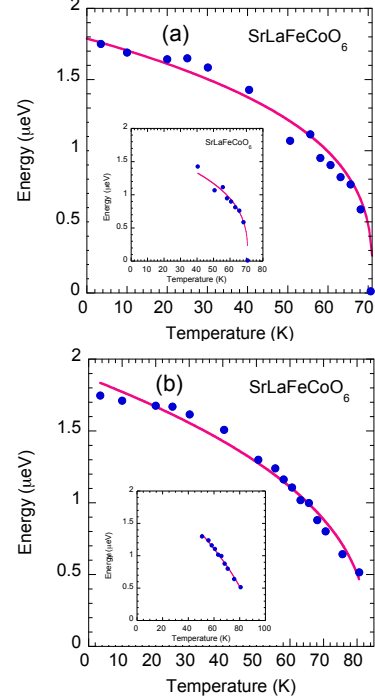 2
(a)
SrLaFeCoO6
1.5
1
0.5
0
Energy (µeV)
2
SrLaFeCoO6
1.5
1
0.5
0
Energy (µeV)
0 10 20 30 40 50 60 70 80
Temperature (K)
0 10 20 30 40 50 60 70
Temperature (K)
2
(b)
SrLaFeCoO6
1.5
1
0.5
0
Energy (µeV)
2
1.5
1
0.5
0
Energy (µeV)
0 20 40 60 80 100
Temperature (K)
0 10 20 30 40 50 60 70 80
Temperature (K)